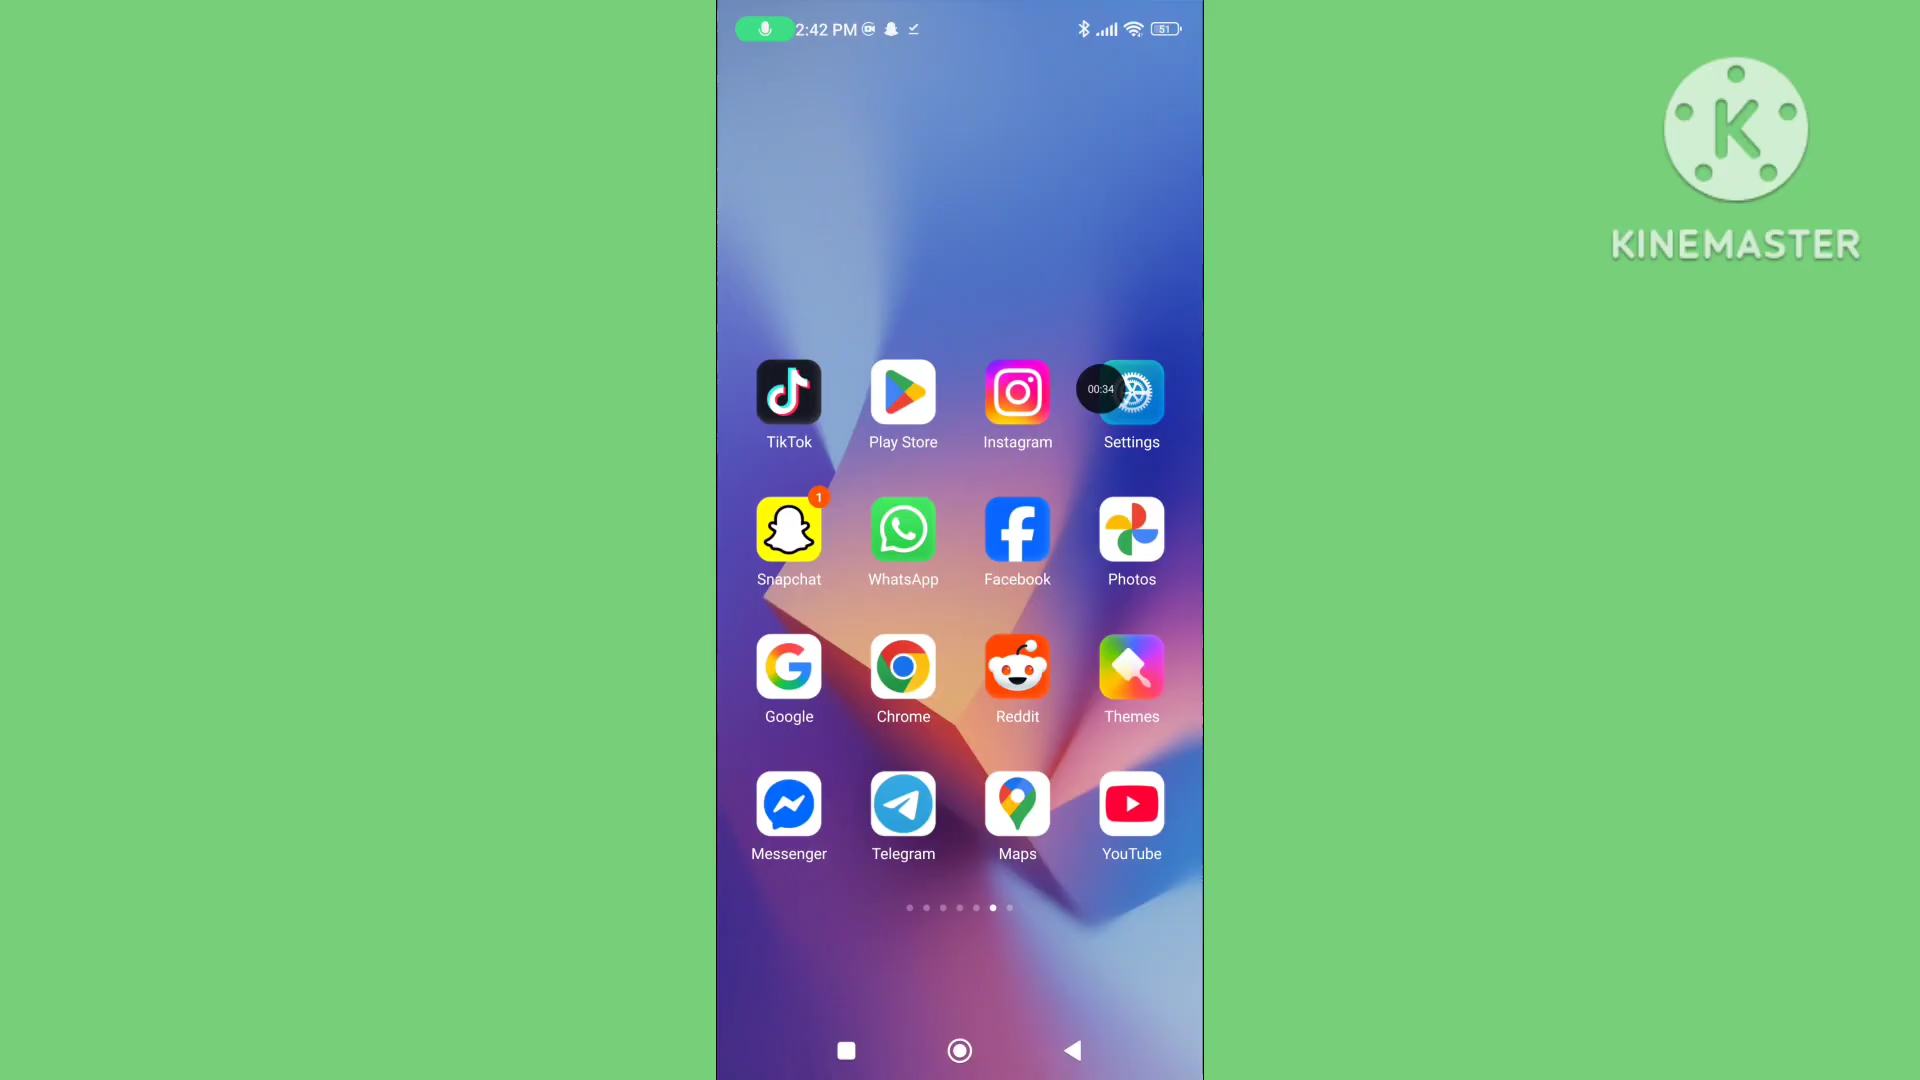 2:42 PM
51
K
KINEMASTER
00:34
TikTok
Play Store
Instagram
Settings
1
Snapchat
WhatsApp
Facebook
Photos
Google
Chrome
Reddit
Themes
Messenger
Telegram
Maps
YouTube